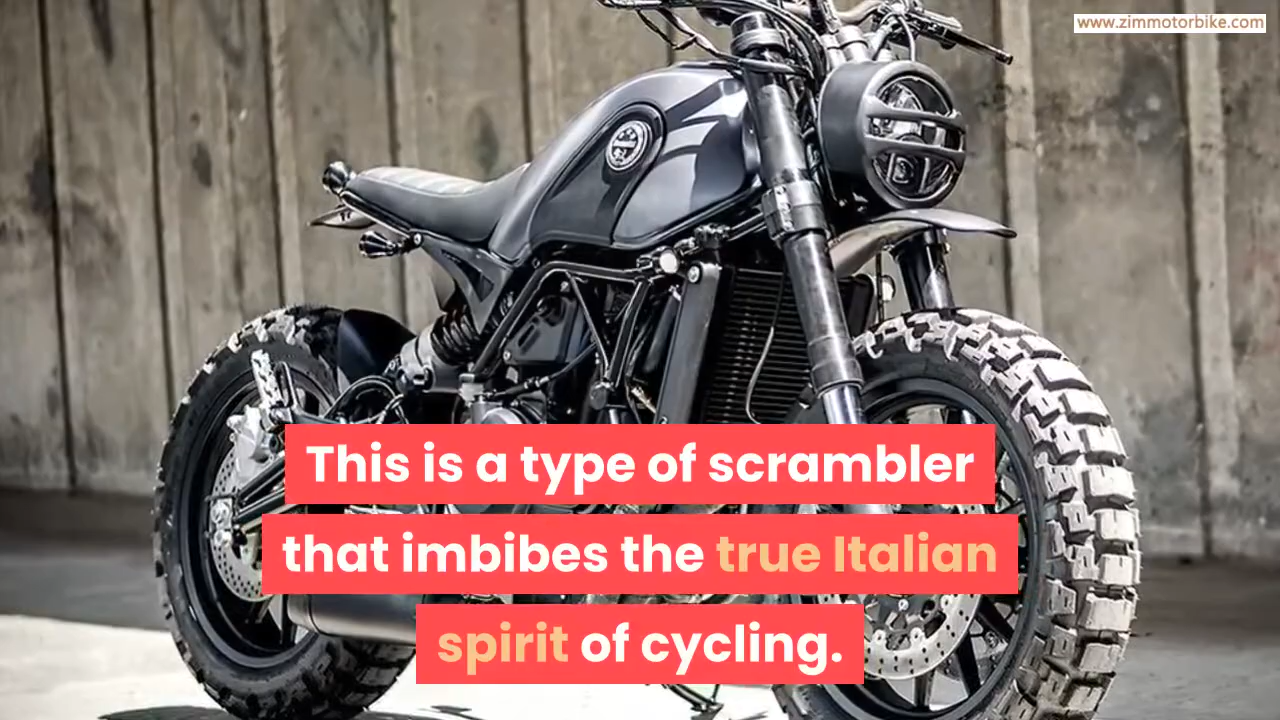 www.zimmotorbike.com
This is a type of scrambler
that imbibes the true Italian
spirit of cycling.